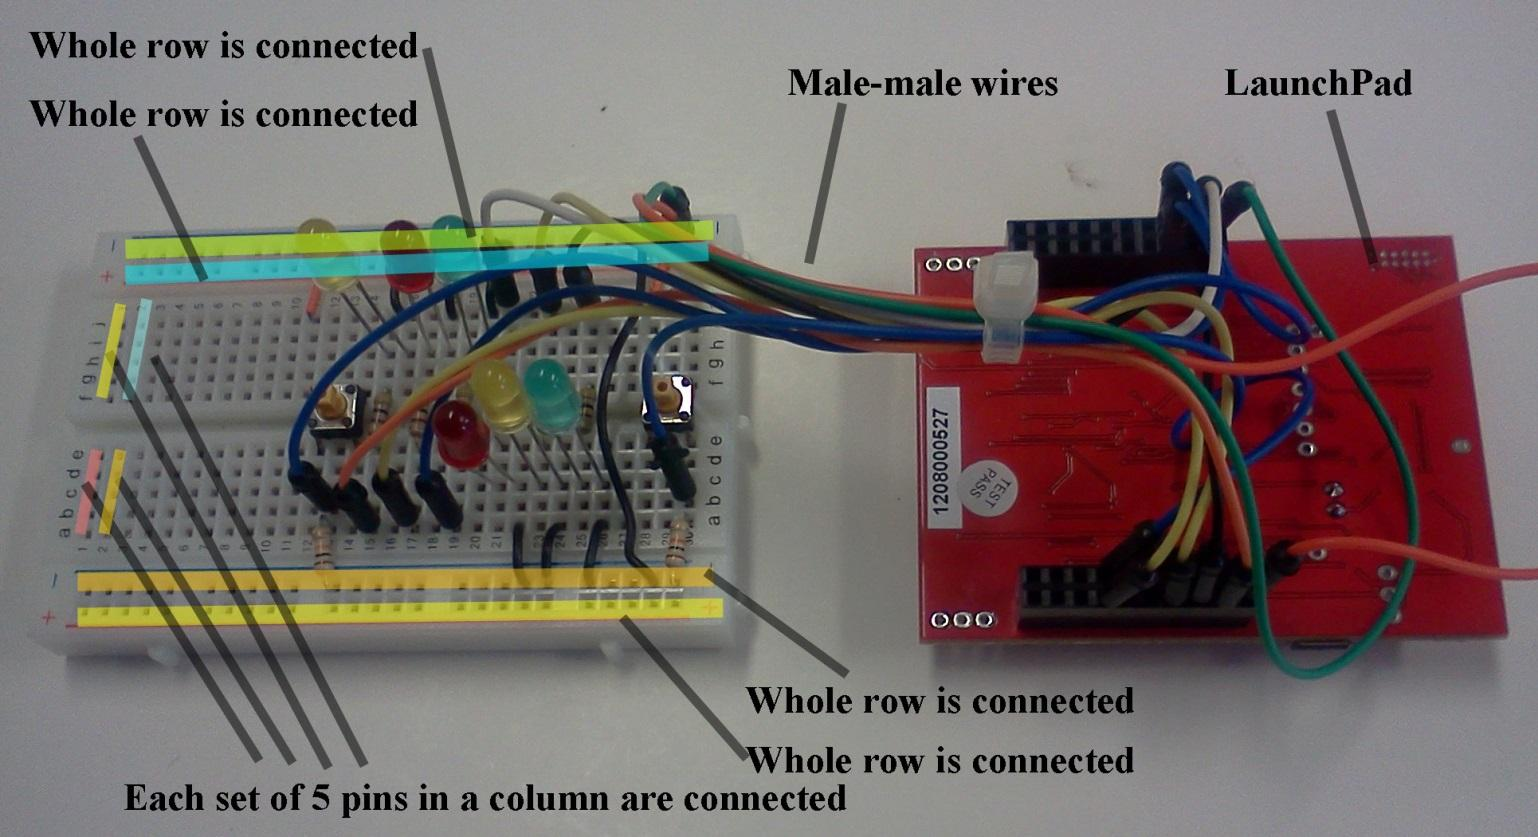 Whole row is connected
Whole row is connected
Male-male wires
LaunchPad
f g h i j
f g h
a b c d e
a b c d e
1208000527
TEST
PASS
Whole row is connected
Whole row is connected
Each set of 5 pins in a column are connected